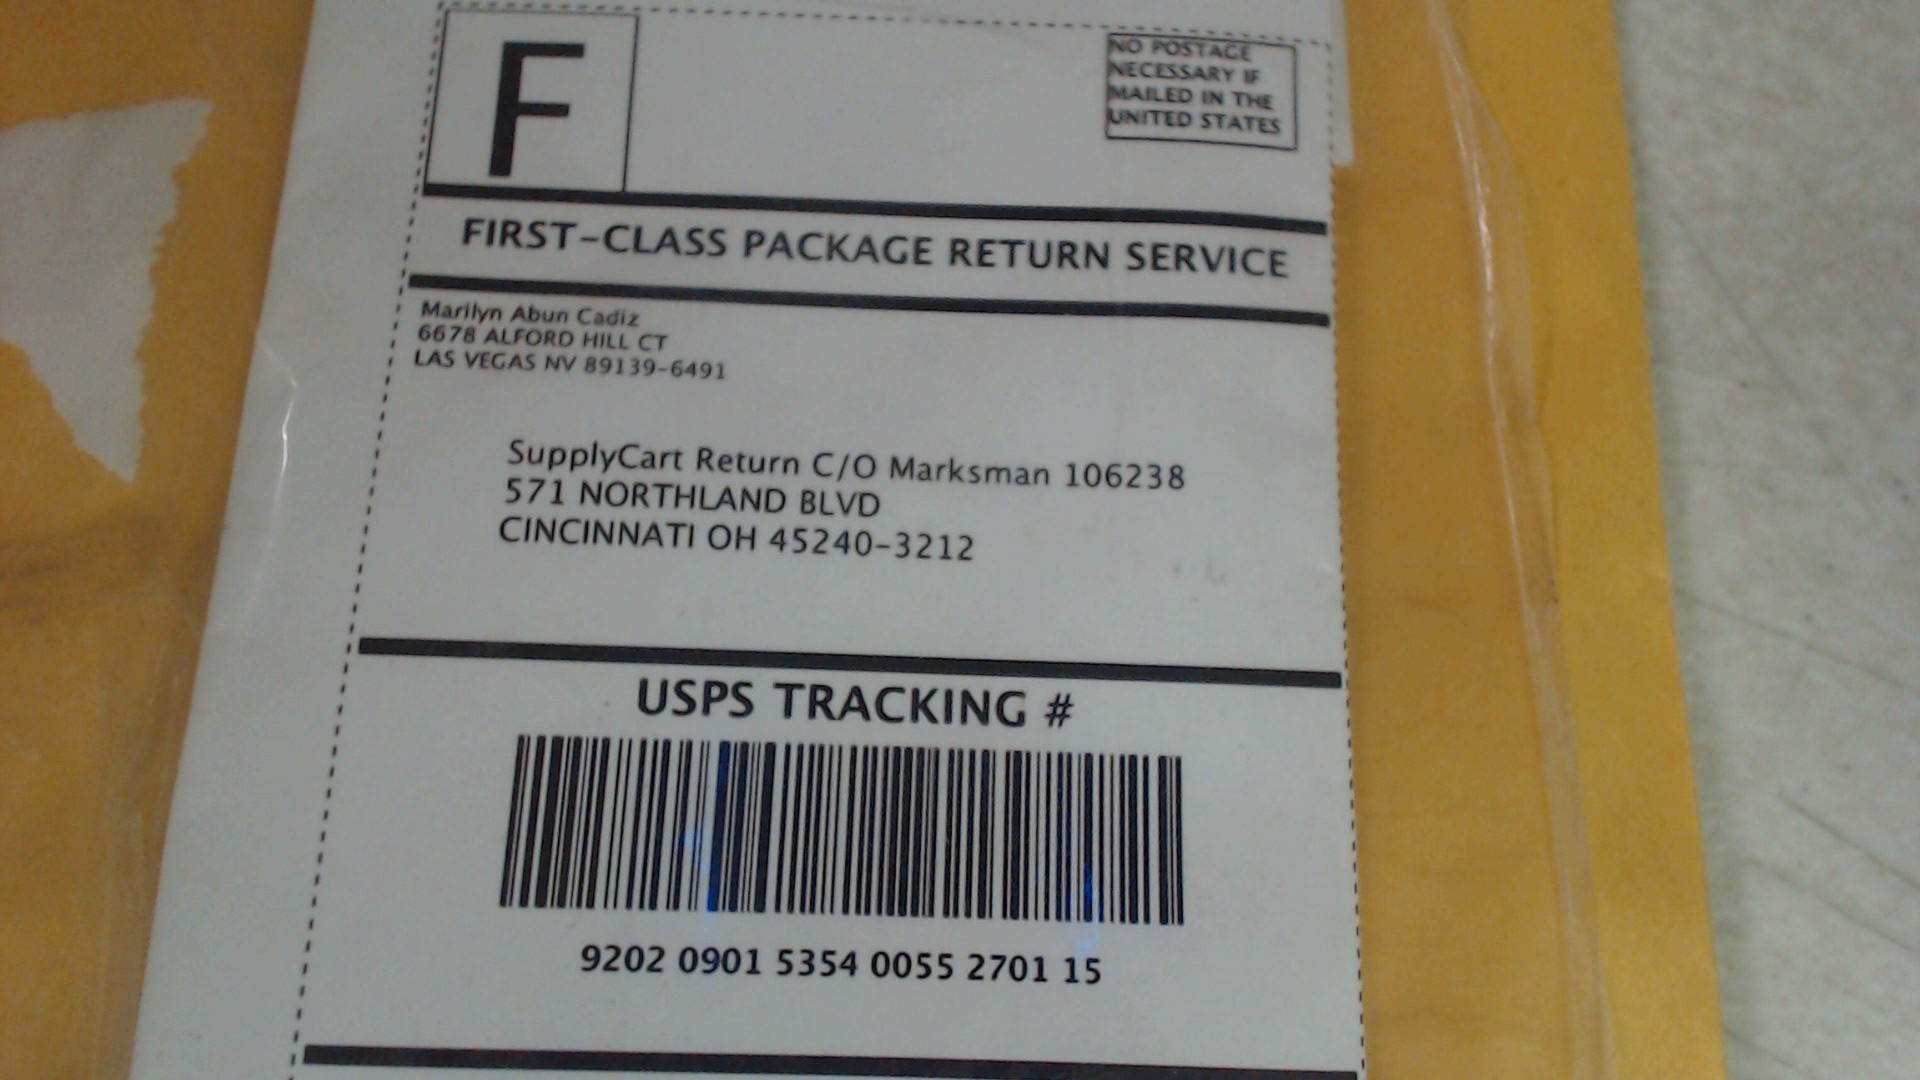 F
NO POSTAGE
NECESSARY IF
MAILED IN THE
UNITED STATES
FIRST-CLASS PACKAGE RETURN SERVICE
Marilyn Abun Cadiz
6678 ALFORD HILL CT
LAS VEGAS NV 89139-6491
SupplyCart Return C/O Marksman 106238
571 NORTHLAND BLVD
CINCINNATI OH 45240-3212
USPS TRACKING #
9202 0901 5354 0055 2701 15